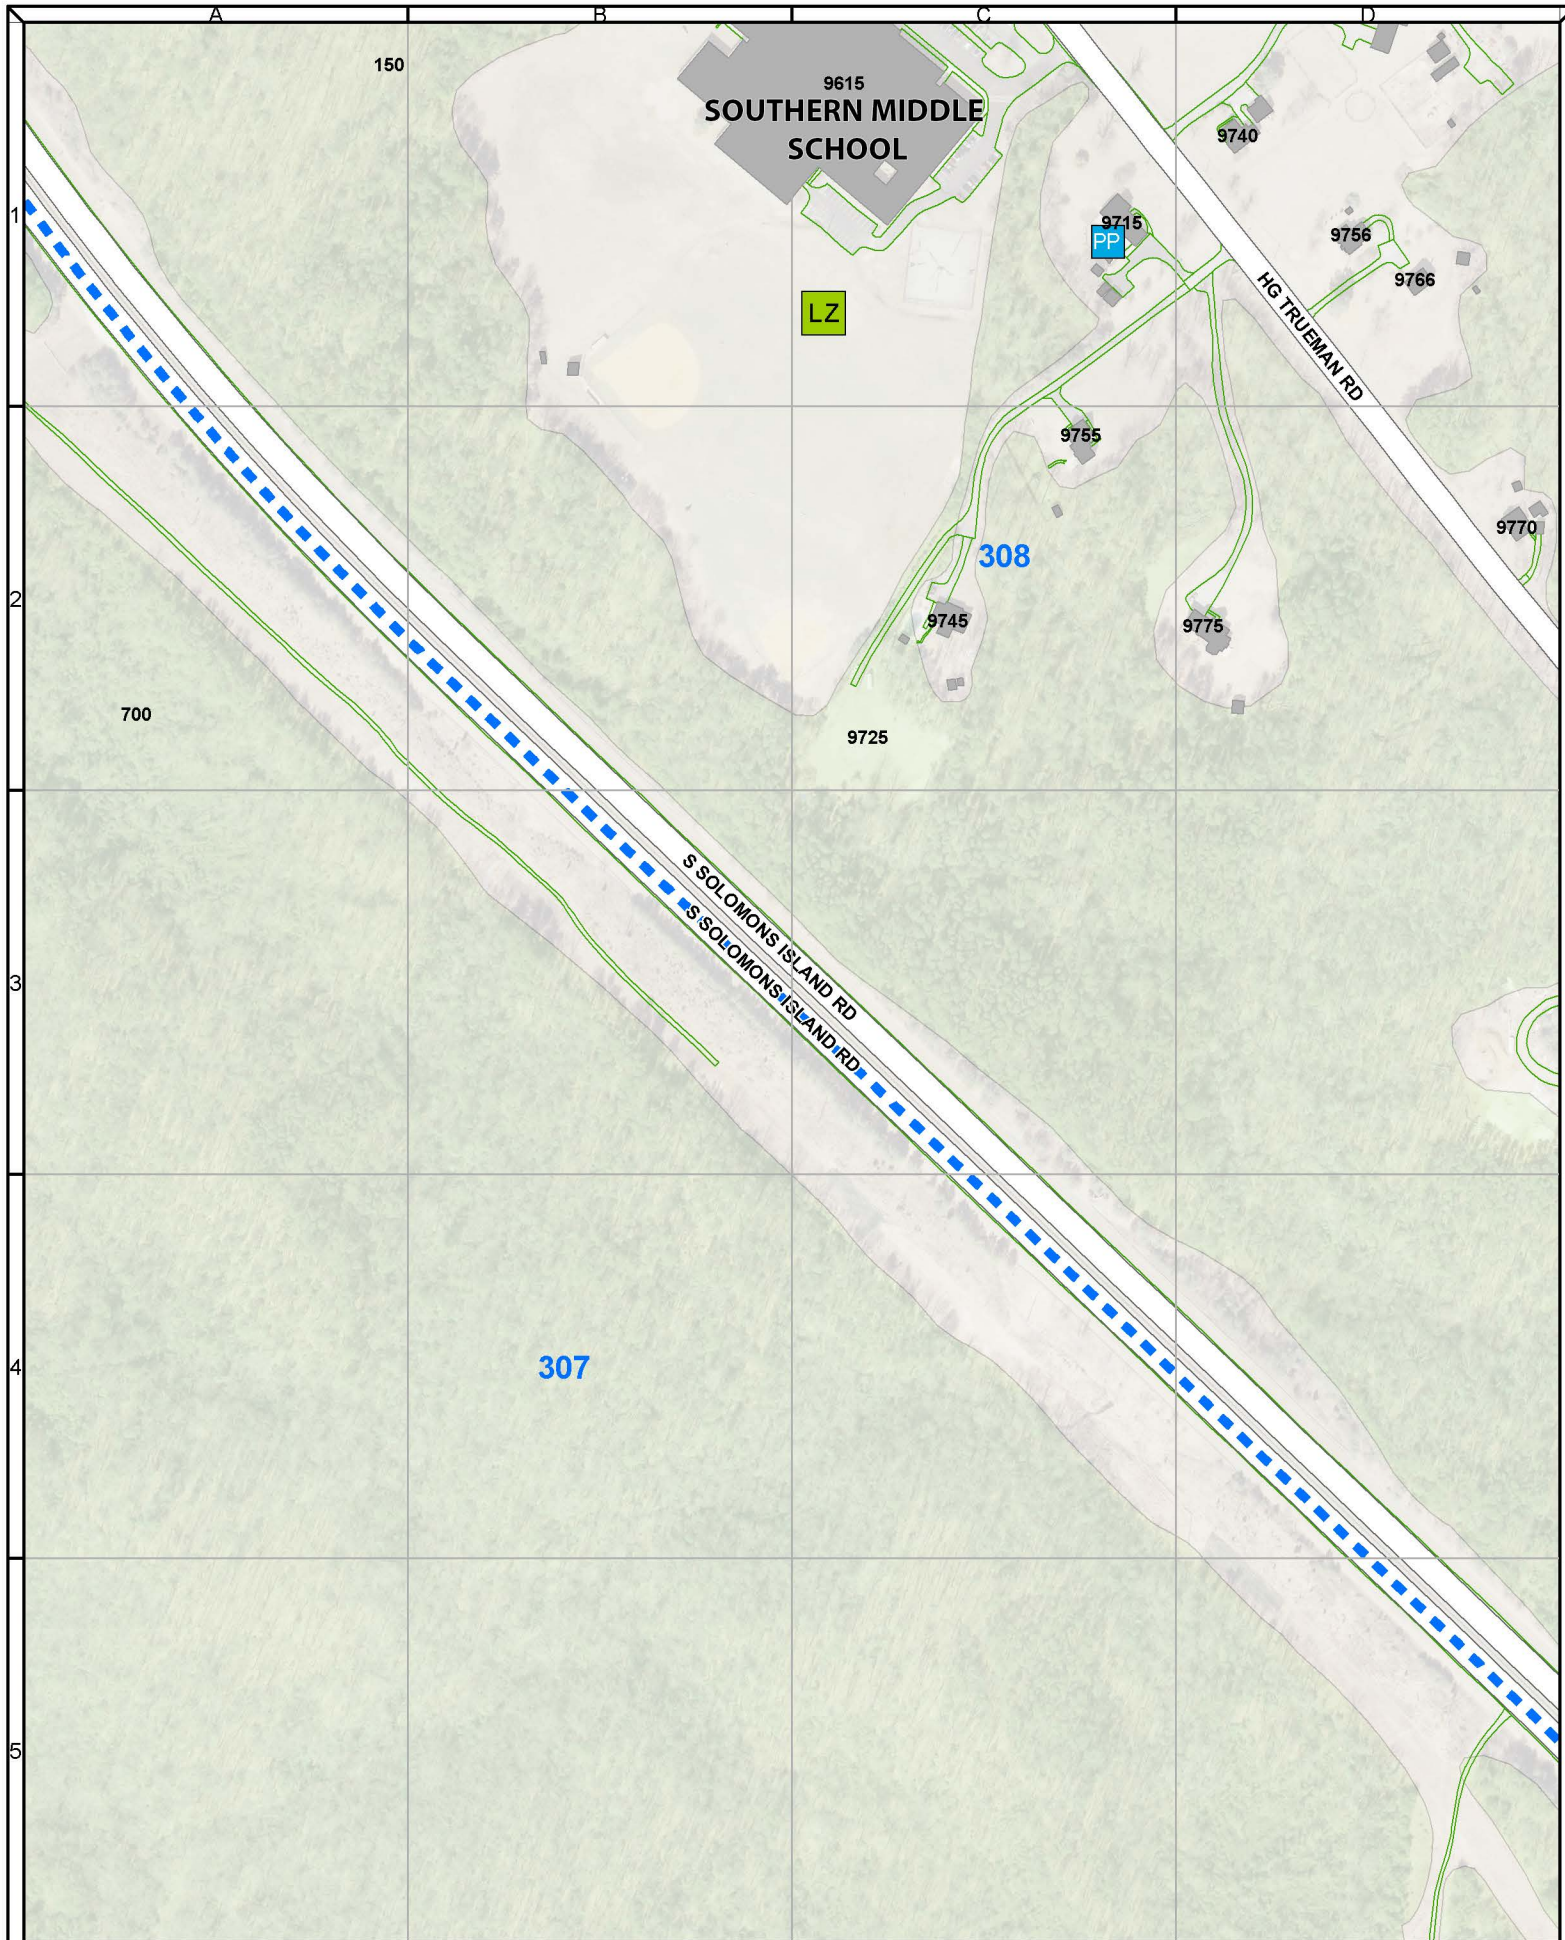 A
B
C
D
150
9615
SOUTHERN MIDDLE
SCHOOL
9740
1
9715
PP
9756
9766
LZ
HG TRUEMAN RD
9755
9770
308
2
9745
9775
700
9725
S SOLOMONS ISLAND RD
S SOLOMONS ISLAND RD
3
307
4
5